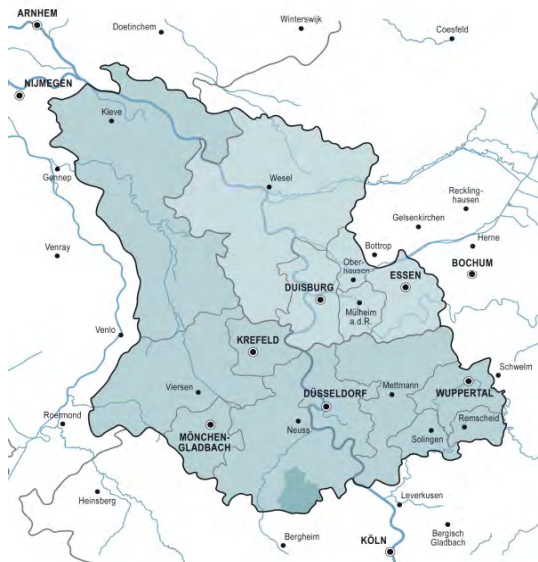 ARNHEM
Doetinchem
Winterswijk
Coesfeld
NIJMEGEN
Kleve
Gennep
Wesel
Reckling-
hausen
Gelsenkirchen
Venray
Bottrop
Herne
Ober-
hausen
BOCHUM
ESSEN
DUISBURG
Mülheim
a.d.R.
Venlo
KREFELD
Schwelm
Viersen
Mettmann
WUPPERTAL
DÜSSELDORF
Roermond
Neuss
Remscheid
MÖNCHEN-
GLADBACH
Solingen
Heinsberg
Leverkusen
Bergheim
KÖLN
Bergisch
Gladbach